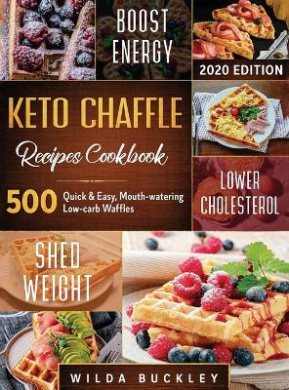 BOOST
ENERGY
2020 EDITION
KETO CHAFFLE
Recipes Cookbook
500 Quick & Easy, Mouth-watering
Low-carb Waffles
LOWER
CHOLESTEROL
SHED
WEIGHT
WILDA BUCKLEY